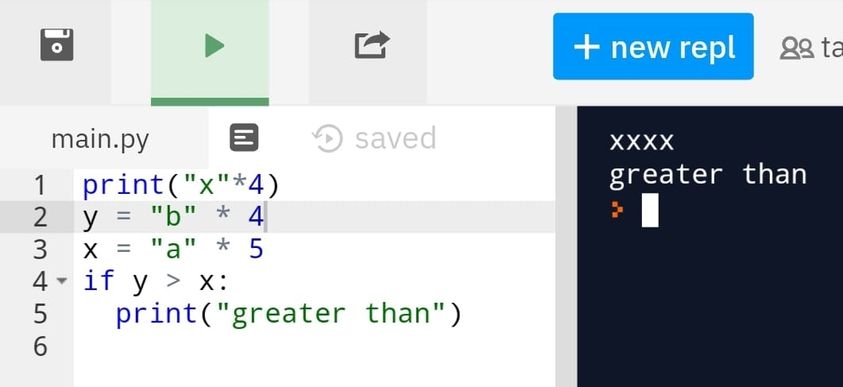 + new repl
main.py
saved
1 print("x"*4)
2 y = "b" * 4
3 x = "a" * 5
4 if y > x:
5   print("greater than")
6
xxxx
greater than